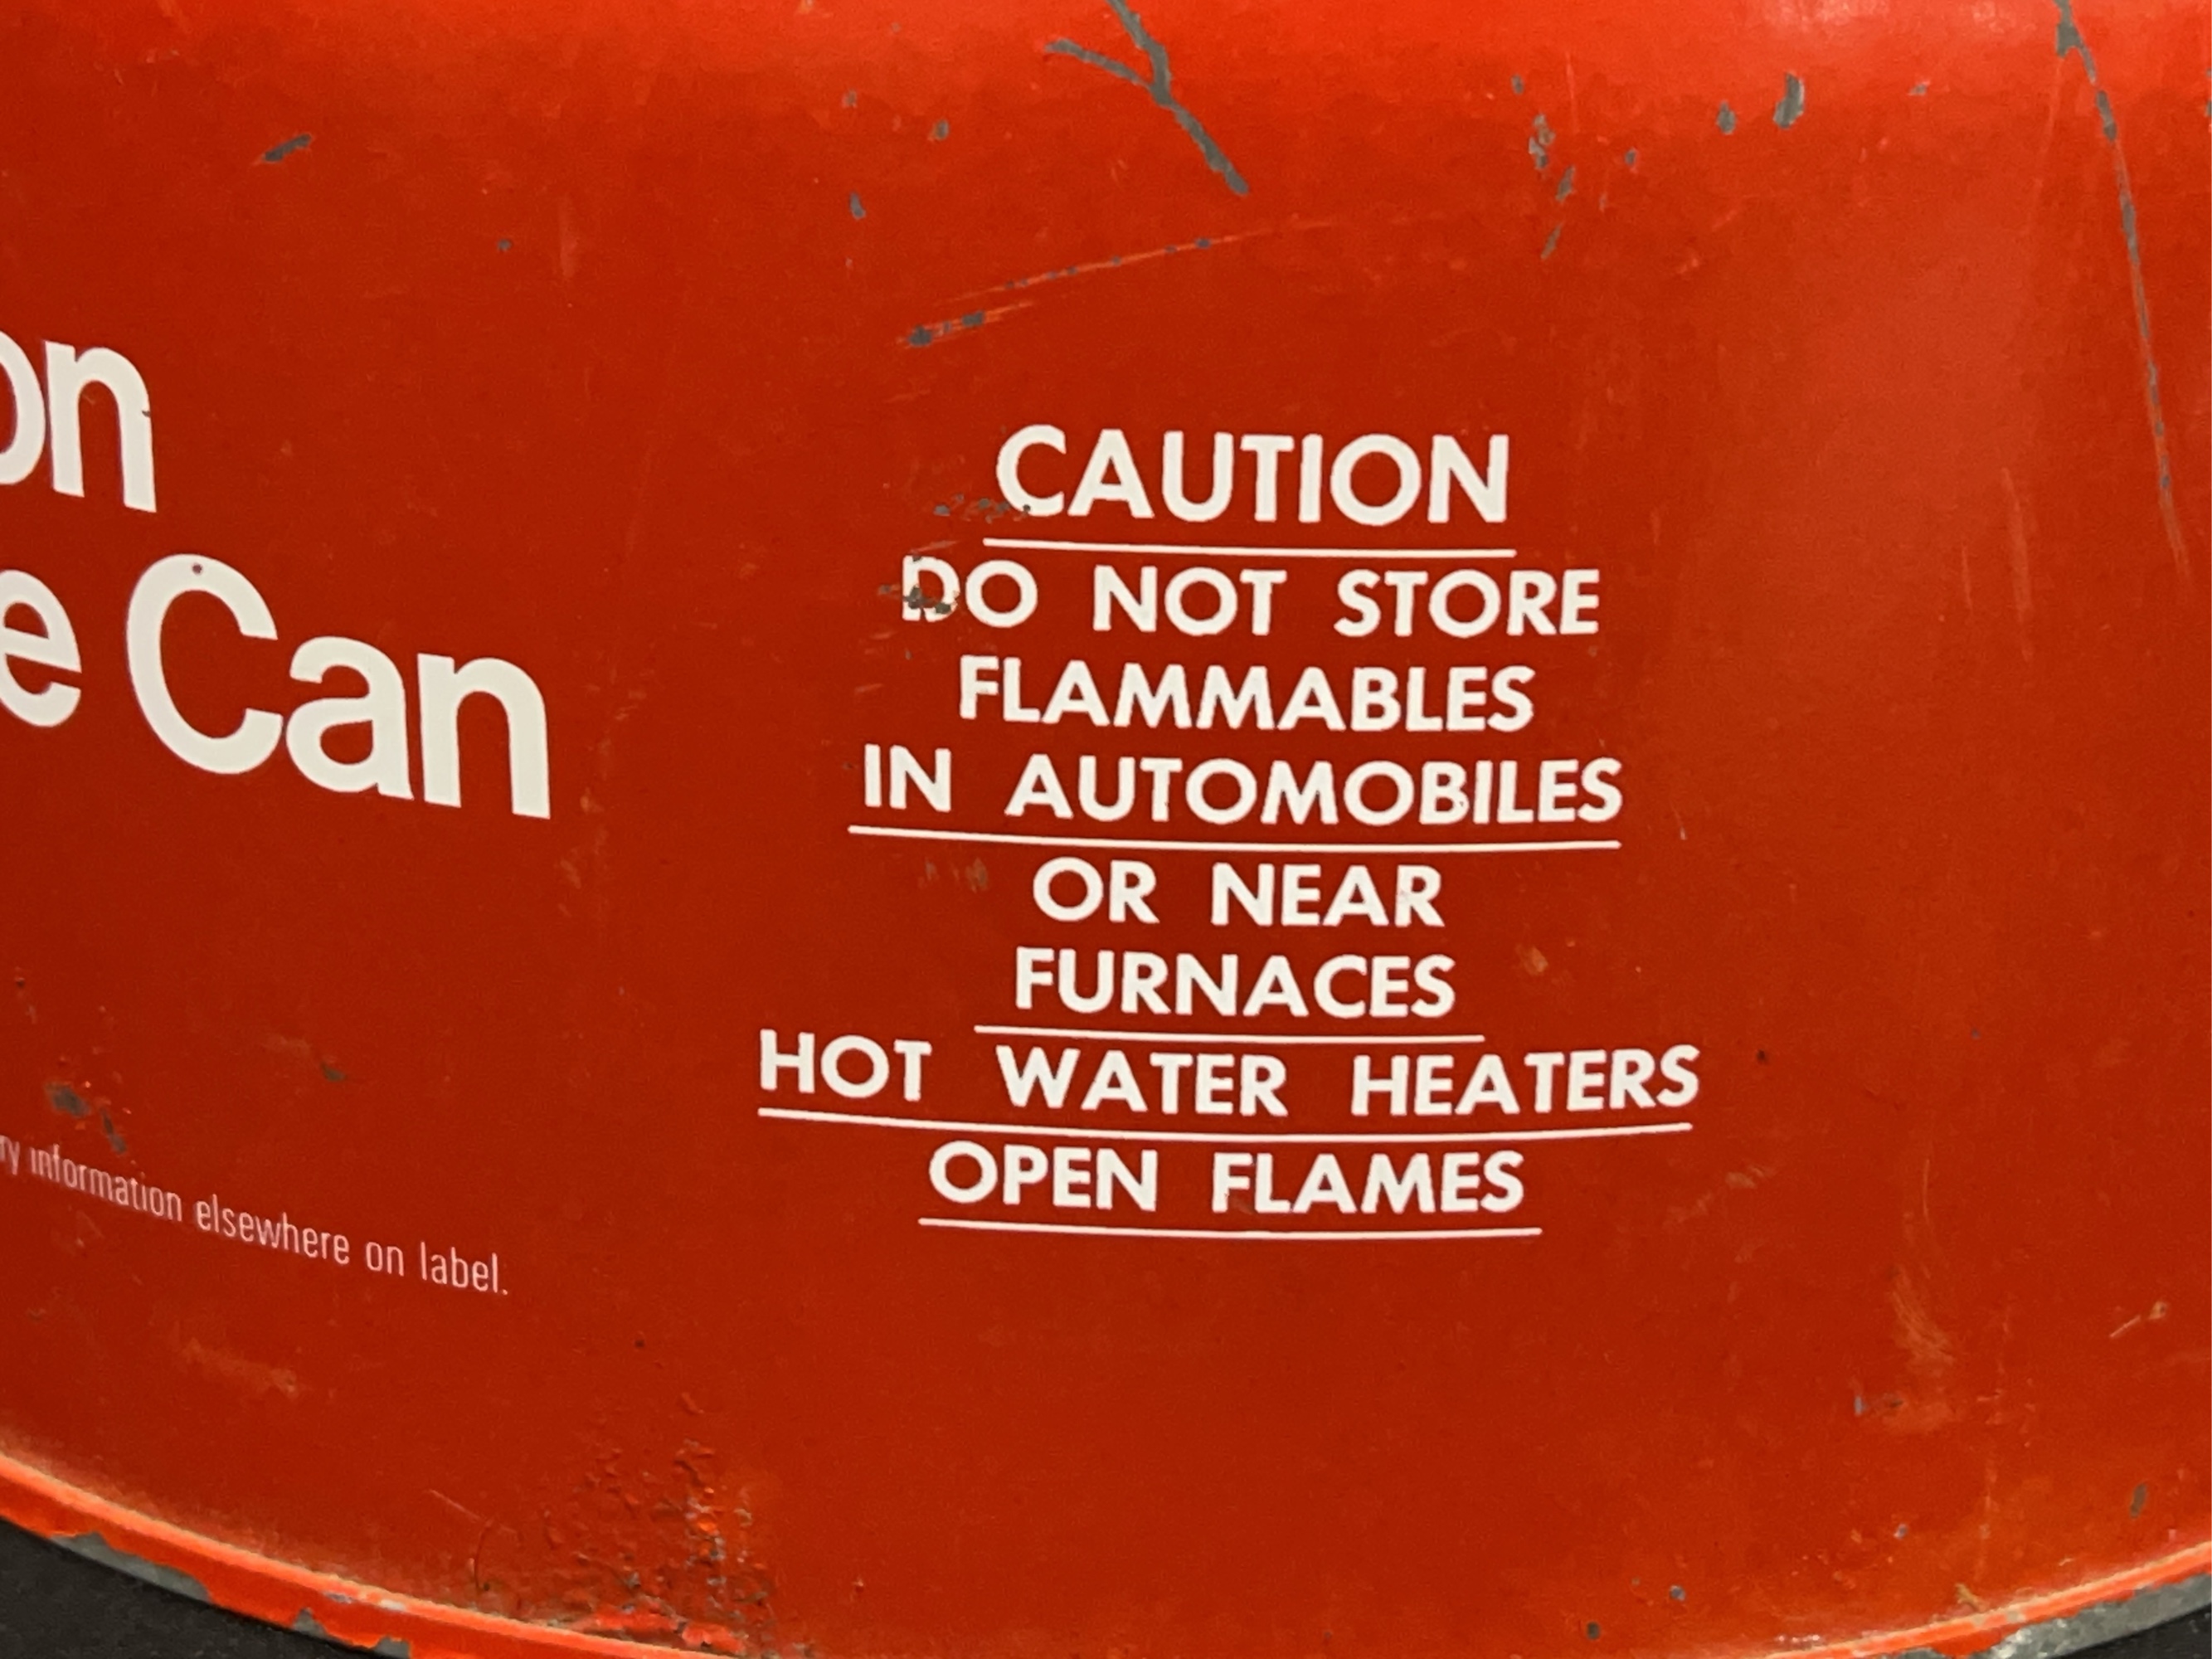 Can
information elsewhere on label.
CAUTION
DO NOT STORE
FLAMMABLES
IN AUTOMOBILES
OR NEAR
FURNACES
HOT WATER HEATERS
OPEN FLAMES